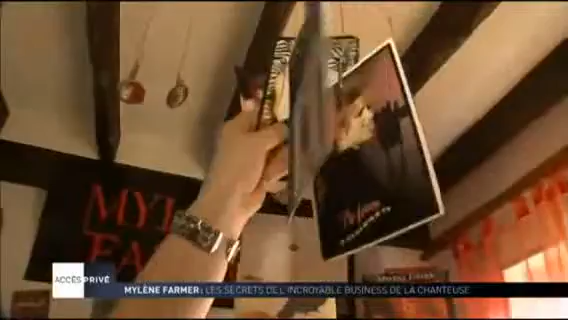 MYL
FA
ACCÈS PRIVÉ
MYLÈNE FARMER : LES SECRETS DE L'INCROYABLE BUSINESS DE LA CHANTEUSE